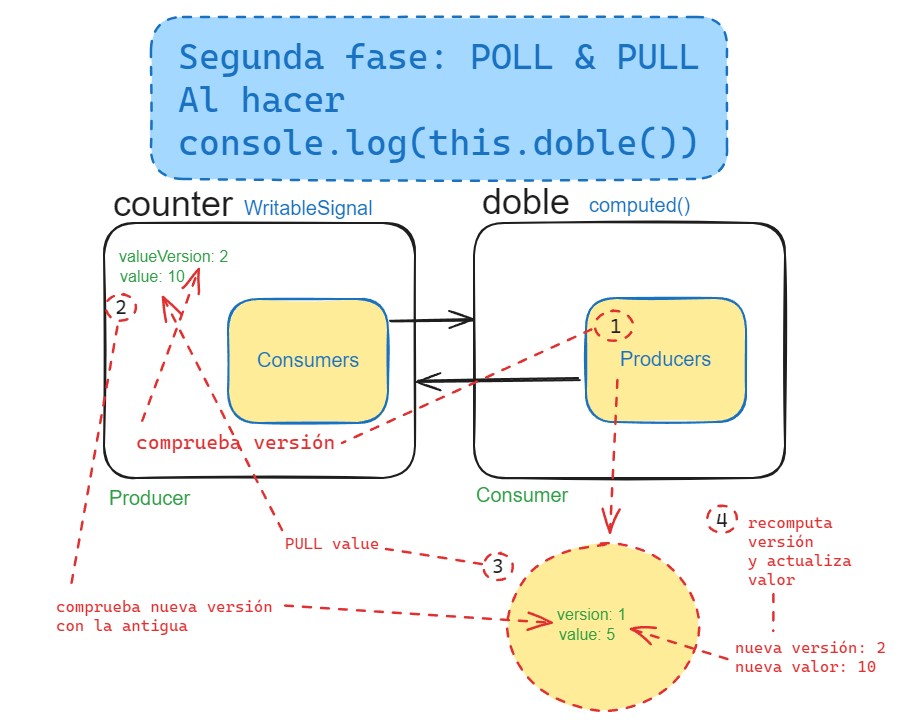 Segunda fase: POLL & PULL
Al hacer
console.log(this.doble())
counter WritableSignal
doble computed()
valueVersion: 2
value: 10
2
1
Consumers
Producers
comprueba versión
Producer
Consumer
4
recomputa
versión
y actualiza
valor
PULL value
3
comprueba nueva versión
con la antigua
version: 1
value: 5
nueva versión: 2
nueva valor: 10